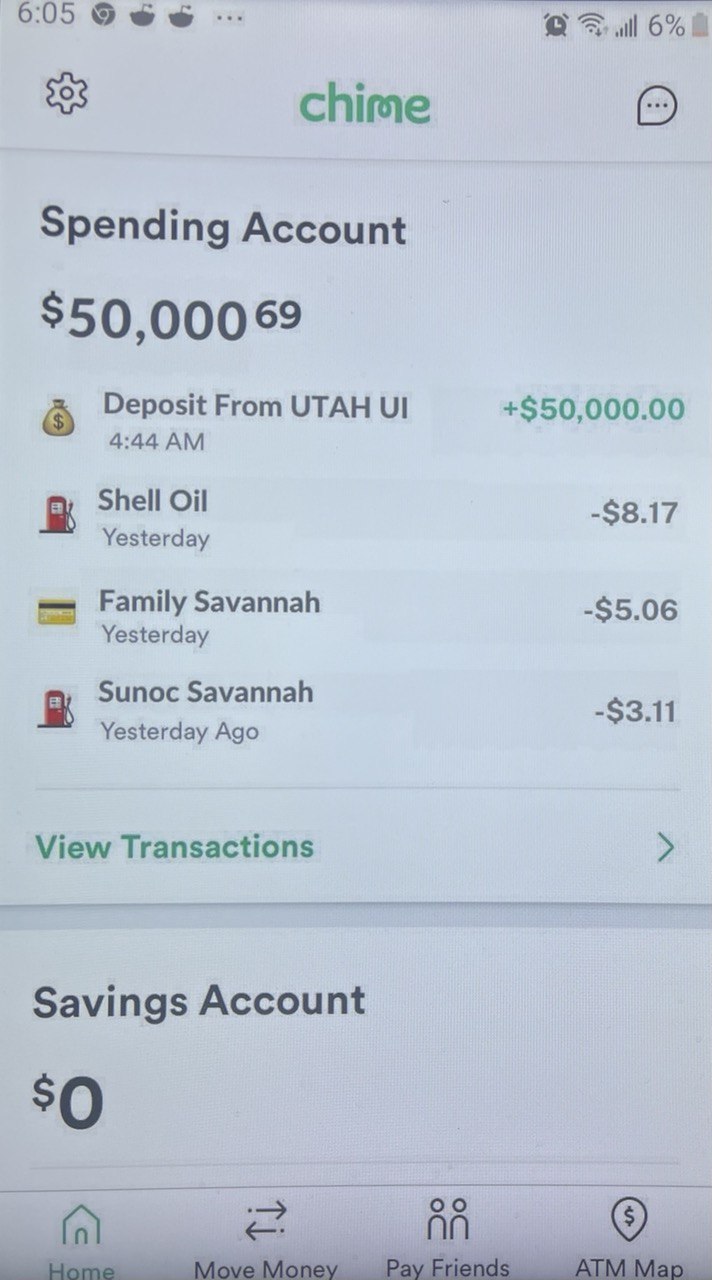 6:05 ... 6%
chime
Spending Account
$50,000 69
Deposit From UTAH UI +$50,000.00
4:44 AM
Shell Oil -$8.17
Yesterday
Family Savannah -$5.06
Yesterday
Sunoc Savannah -$3.11
Yesterday Ago
View Transactions
Savings Account
$0
Home Move Money Pay Friends ATM Map